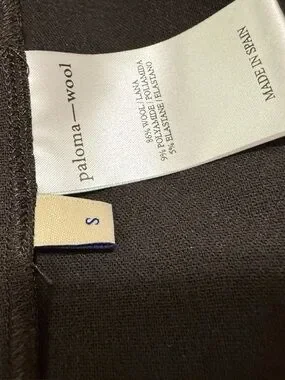 paloma—wool
86% WOOL/LANA
9% POLYAMIDE/POLIAMIDA
5% ELASTANE/ELASTANO
MADE IN SPAIN
S